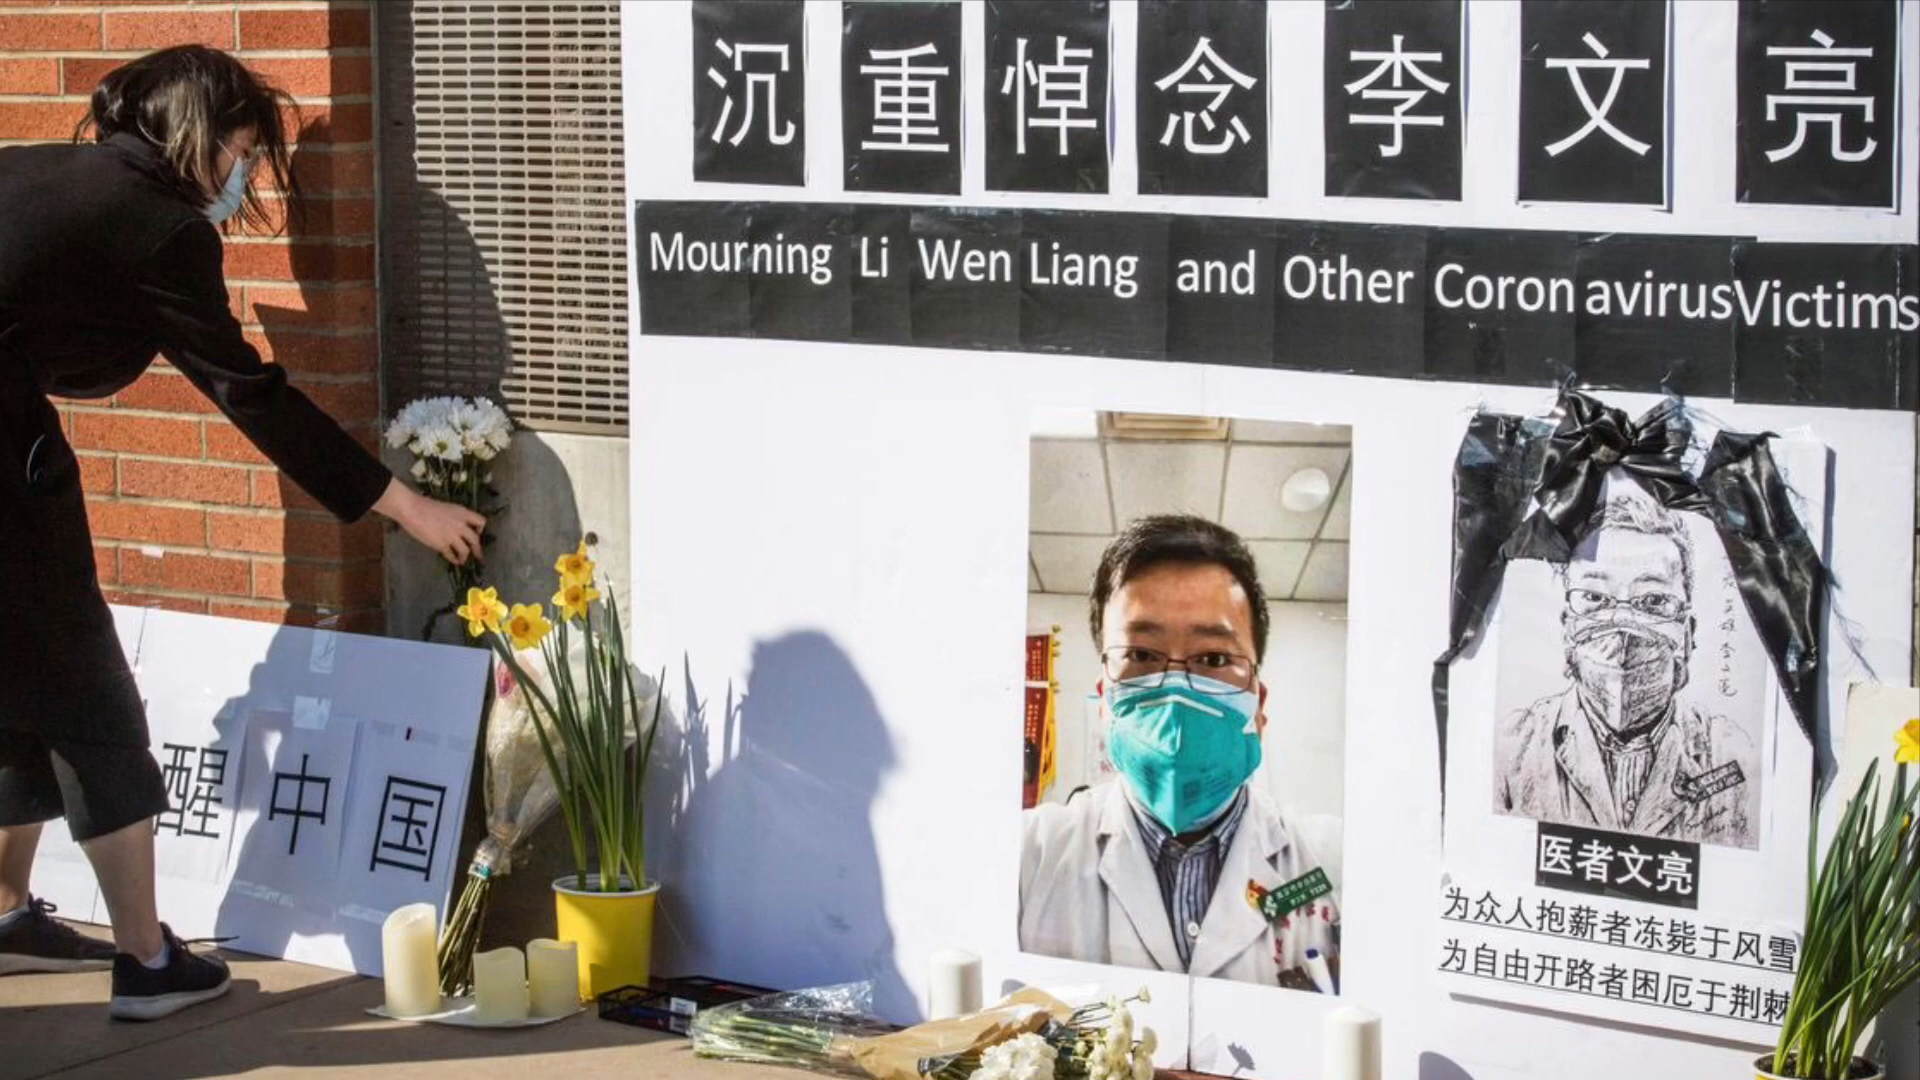 沉重悼念李文亮
Mourning Li Wen Liang and Other Coronavirus Victims
醒中国
医者文亮
为众人抱薪者冻毙于风雪
为自由开路者困厄于荆棘